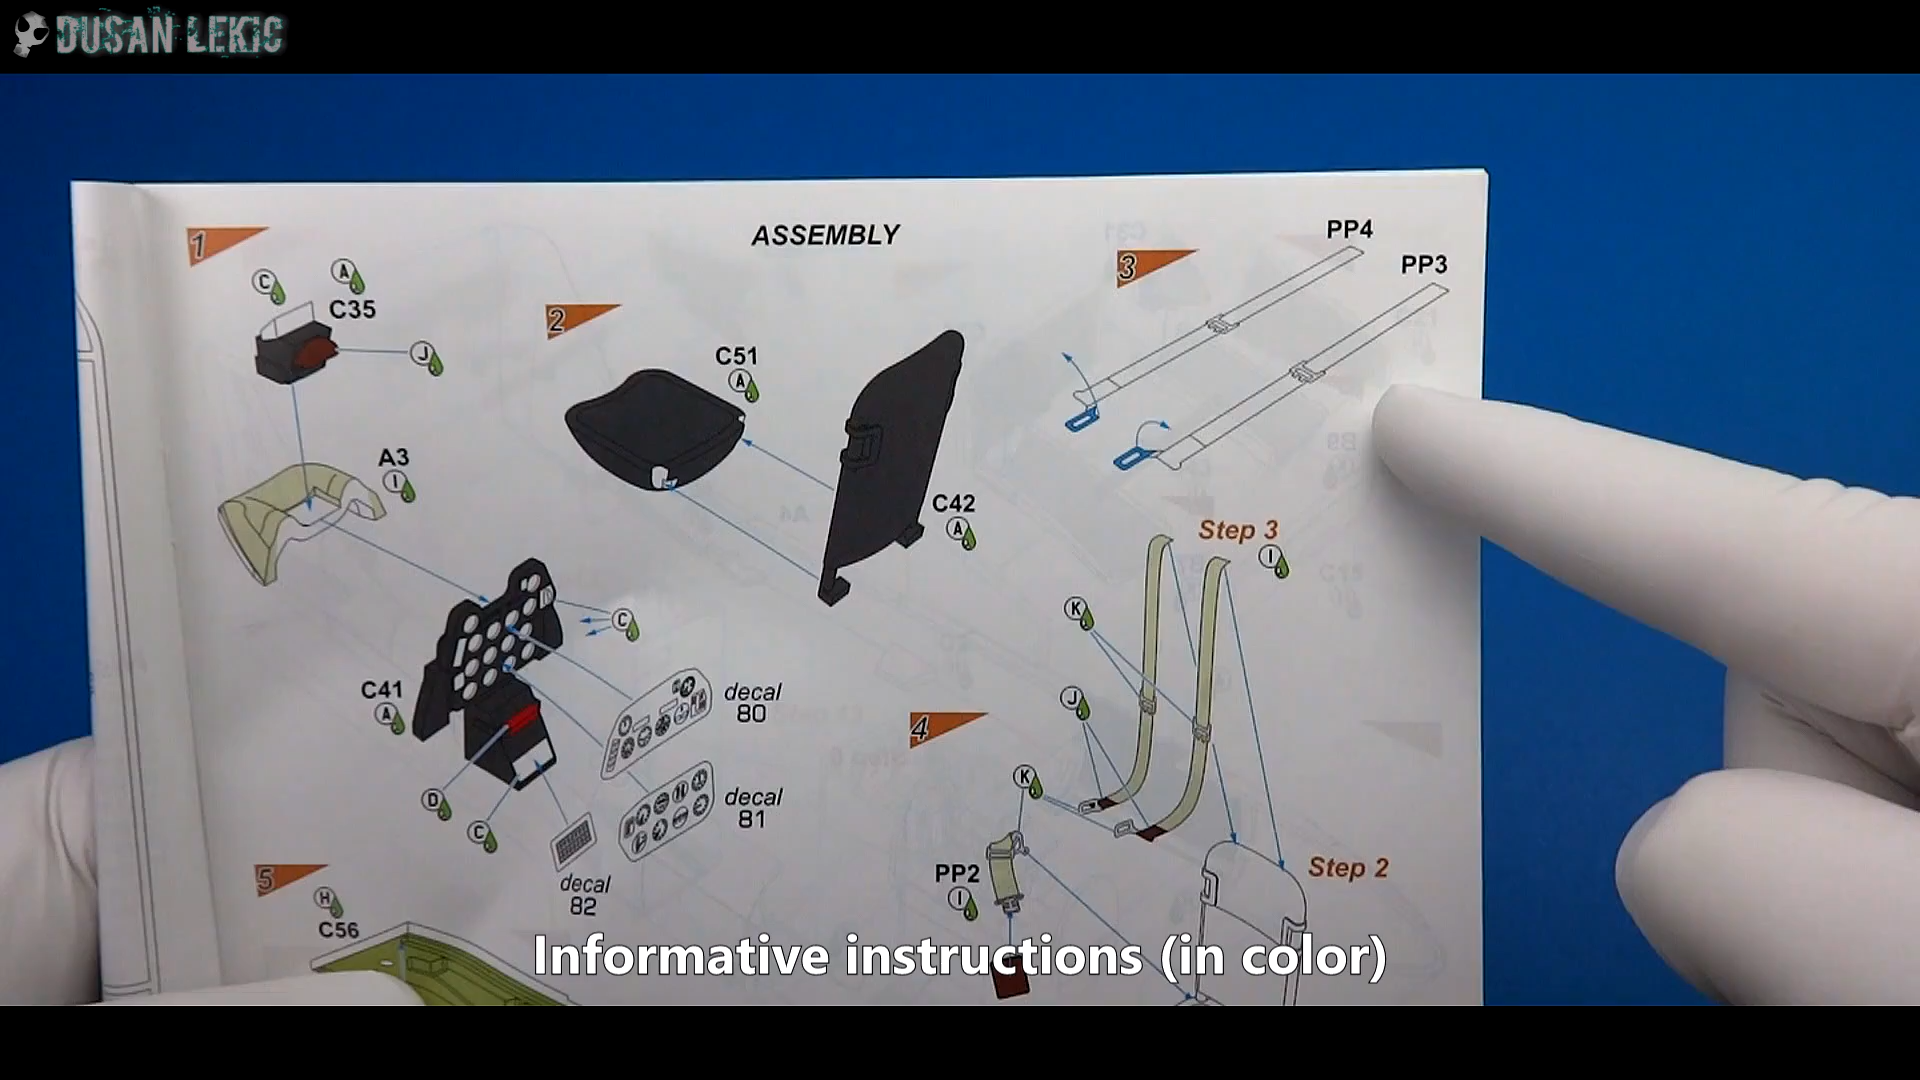 DUSAN LEKIC
ASSEMBLY
1
C
A
C35
J
A3
I
C41
A
C
D
C
decal
80
decal
81
decal
82
2
C51
A
C42
A
3
PP4
PP3
Step 3
I
K
J
4
K
PP2
I
Step 2
5
H
C56
Informative instructions (in color)